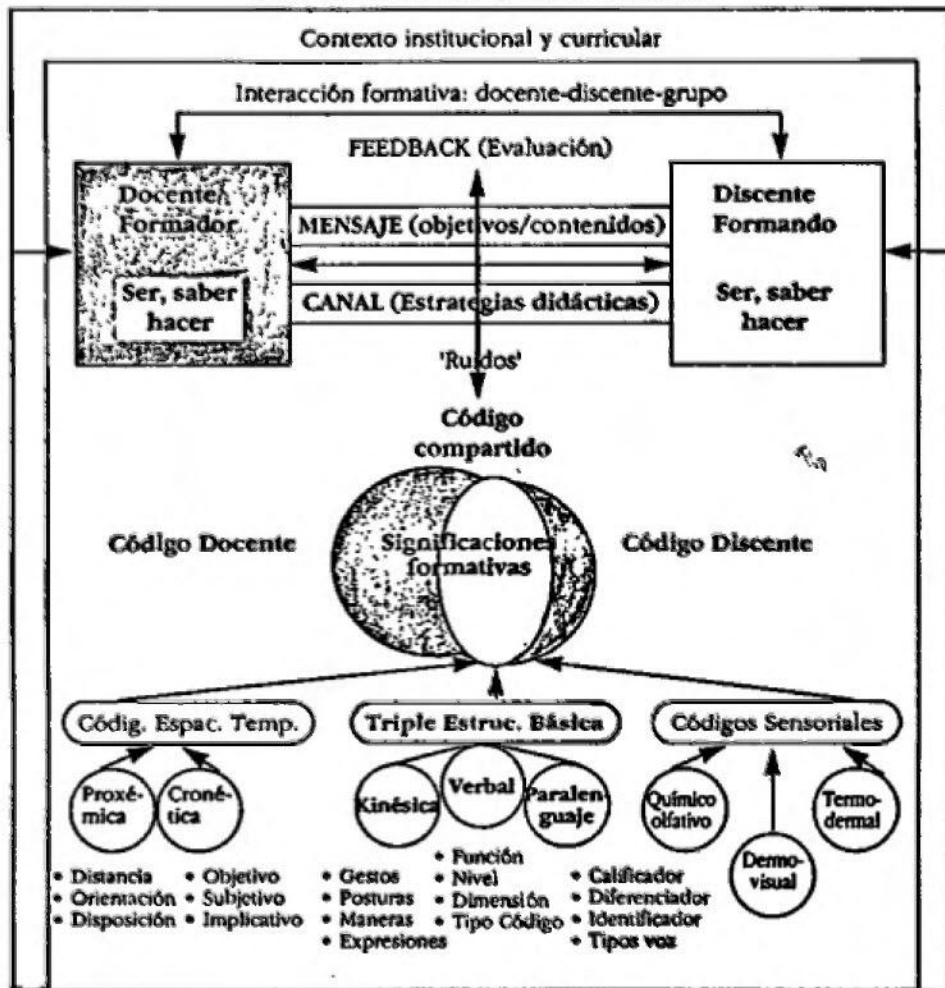 Contexto institucional y curricular
Interacción formativa: docente-discente-grupo
FEEDBACK (Evaluación)
Docente
Formador
Ser, saber
hacer
MENSAJE (objetivos/contenidos)
CANAL (Estrategias didácticas)
'Ruidos'
Discente
Formando
Ser, saber
hacer
Código
compartido
Código Docente
Significaciones
formativas
Código Discente
Códig. Espac. Temp.
Triple Estruc. Básica
Códigos Sensoriales
Proxé-
mica
Croné-
tica
Kinésica
Verbal
Paralen-
guaje
Químico
olfativo
Dermo-
visual
Termo-
dermal
• Distancia
• Orientación
• Disposición
• Objetivo
• Subjetivo
• Implicativo
• Gestos
• Posturas
• Maneras
• Expresiones
• Función
• Nivel
• Dimensión
• Tipo Código
• Calificador
• Diferenciador
• Identificador
• Tipos voz